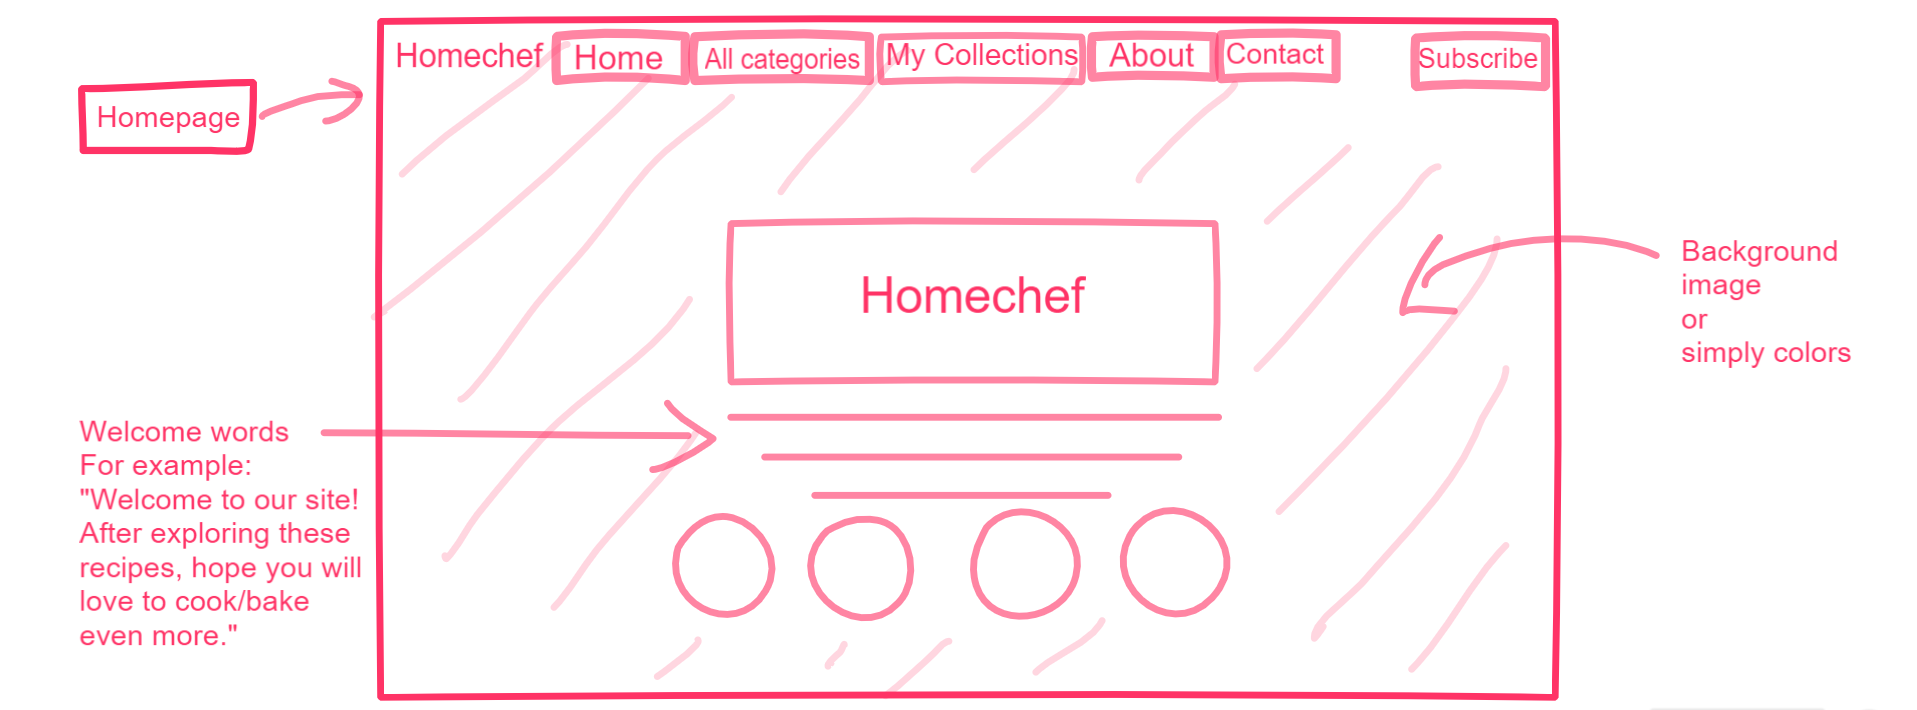 Homechef Home All categories My Collections About Contact Subscribe
Homepage
Homechef
Background
image
or
simply colors
Welcome words
For example:
"Welcome to our site!
After exploring these
recipes, hope you will
love to cook/bake
even more."